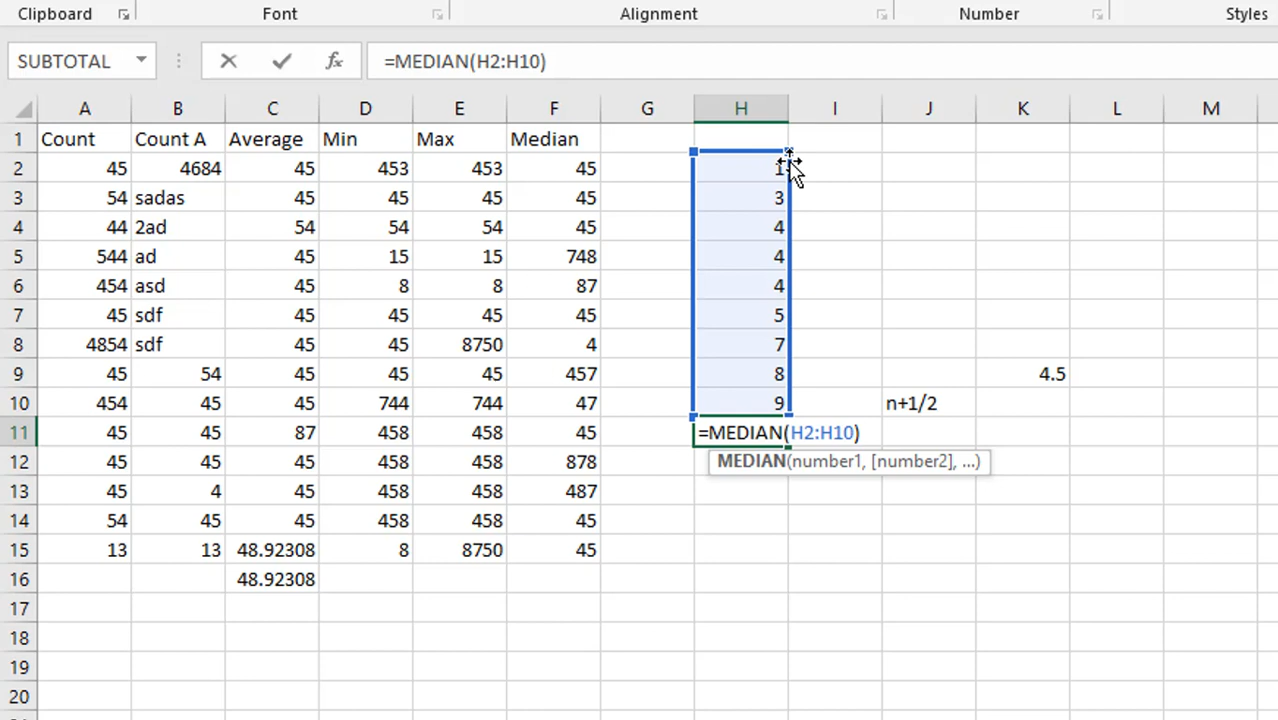 Clipboard Font Alignment Number Styles
SUBTOTAL fx =MEDIAN(H2:H10)
A B C D E F G H I J K L M
1 Count Count A Average Min Max Median
2 45 4684 45 453 453 45 1
3 54 sadas 45 45 45 45 3
4 44 2ad 54 54 54 45 4
5 544 ad 45 15 15 748 4
6 454 asd 45 8 8 87 4
7 45 sdf 45 45 45 45 5
8 4854 sdf 45 45 8750 4 7
9 45 54 45 45 45 457 8 4.5
10 454 45 45 744 744 47 9 n+1/2
11 45 45 87 458 458 45 =MEDIAN(H2:H10)
12 45 45 45 458 458 878 MEDIAN(number1, [number2], ...)
13 45 4 45 458 458 487
14 54 45 45 458 458 45
15 13 13 48.92308 8 8750 45
16 48.92308
17
18
19
20